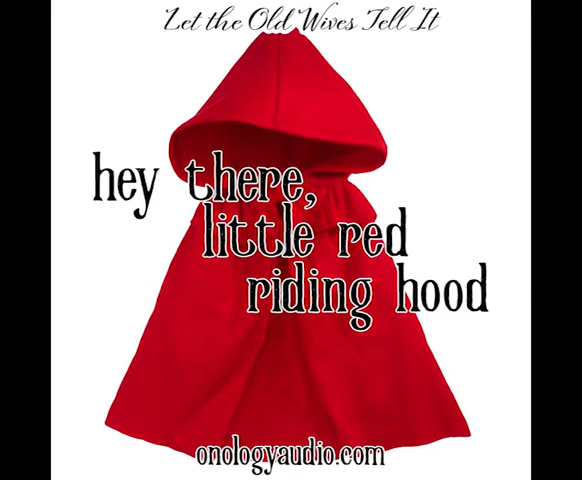 Let the Old Wives Tell It
hey there,
little red
riding hood
onologyaudio.com